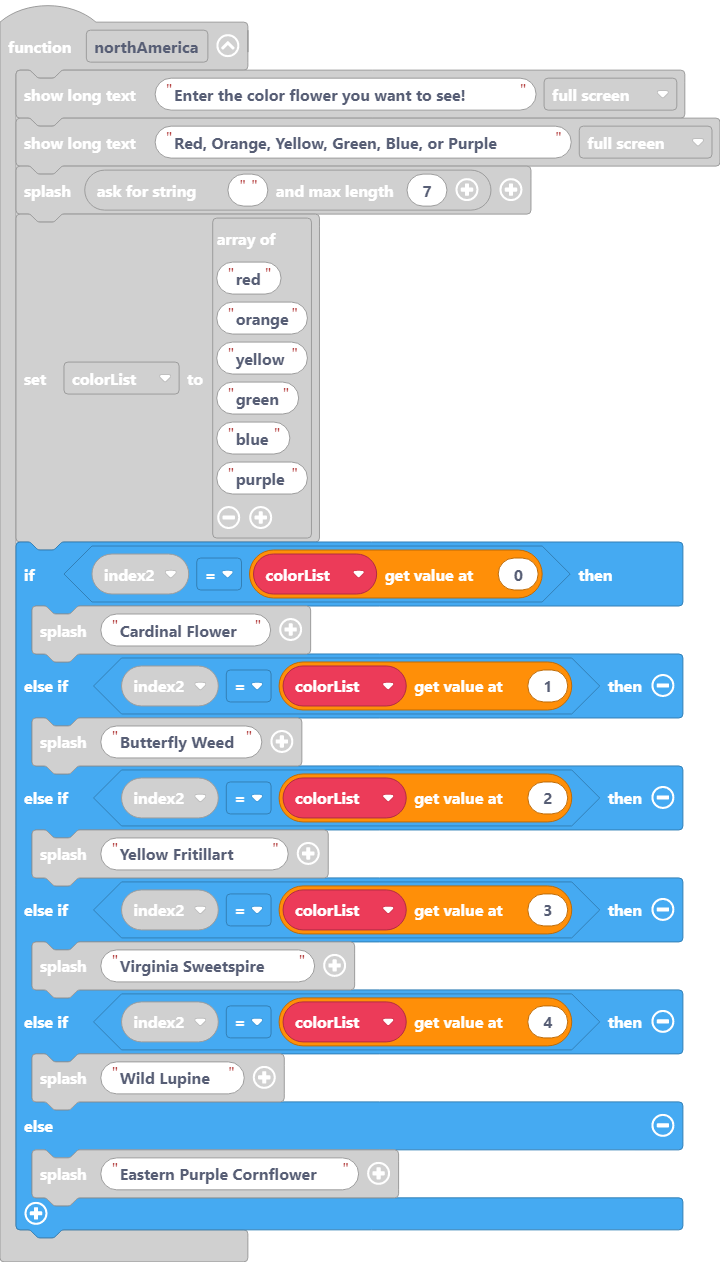 function northAmerica
show long text "Enter the color flower you want to see!" full screen
show long text "Red, Orange, Yellow, Green, Blue, or Purple" full screen
splash ask for string " " and max length 7
array of
"red"
"orange"
"yellow"
set colorList to
"green"
"blue"
"purple"
if index2 = colorList get value at 0 then
splash "Cardinal Flower"
else if index2 = colorList get value at 1 then
splash "Butterfly Weed"
else if index2 = colorList get value at 2 then
splash "Yellow Fritillart"
else if index2 = colorList get value at 3 then
splash "Virginia Sweetspire"
else if index2 = colorList get value at 4 then
splash "Wild Lupine"
else
splash "Eastern Purple Cornflower"